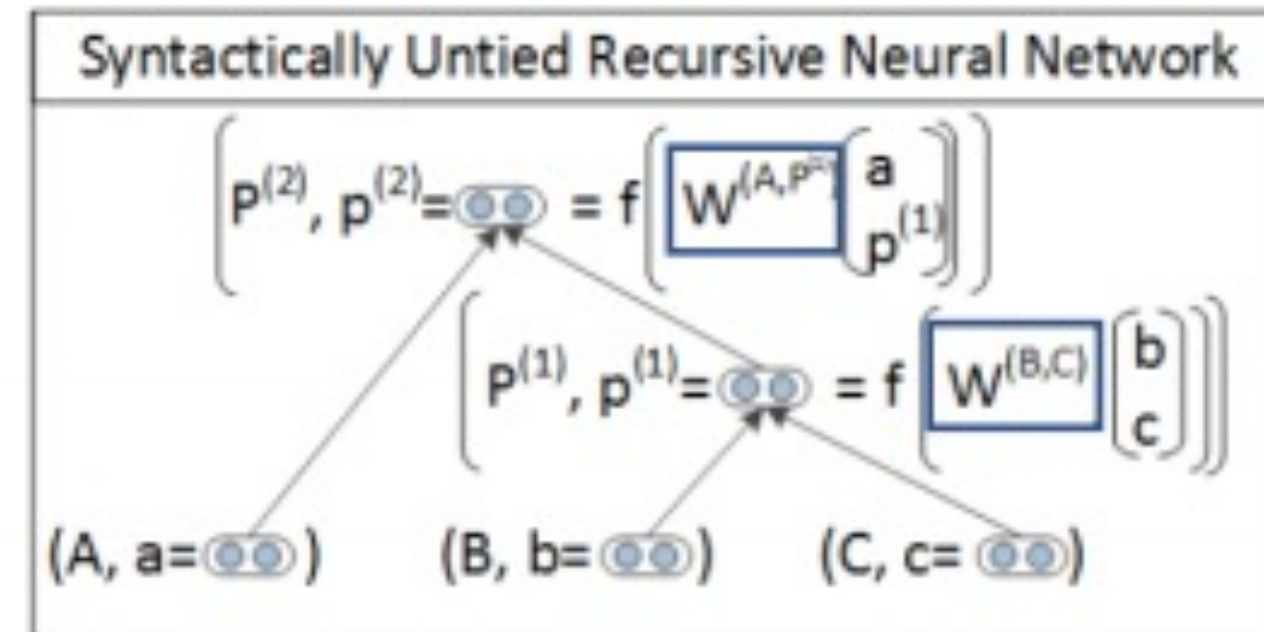 Syntactically Untied Recursive Neural Network
(P(2), p(2)= = f(W(A,P(1)) (a p(1))))
(P(1), p(1)= = f(W(B,C) (b c)))
(A, a= ) (B, b= ) (C, c= )